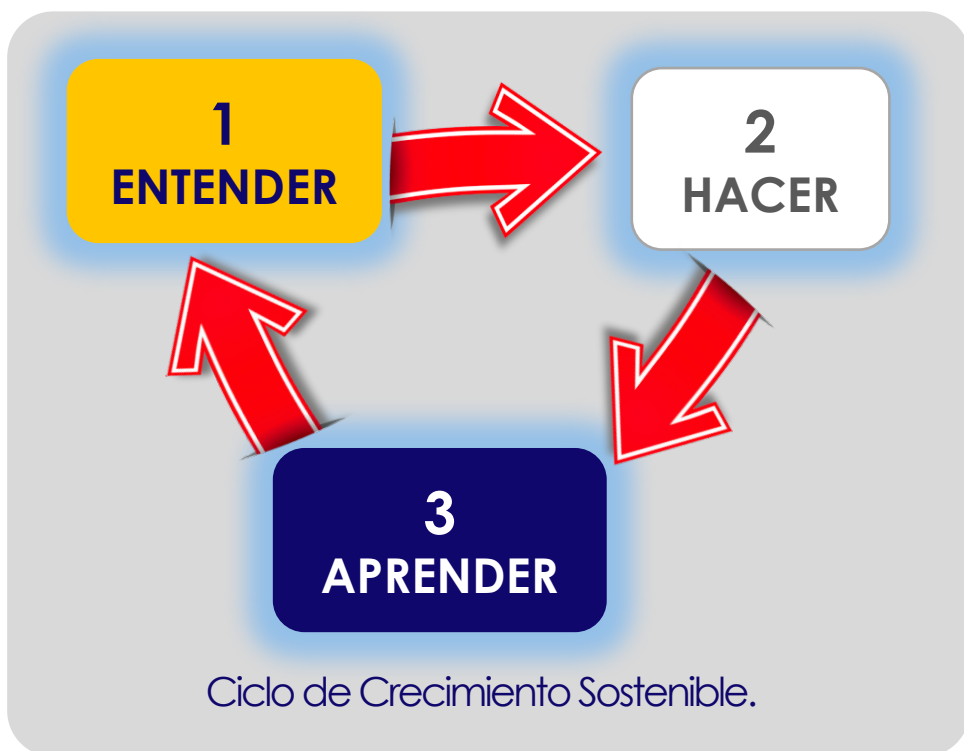 1
ENTENDER
2
HACER
3
APRENDER
Ciclo de Crecimiento Sostenible.